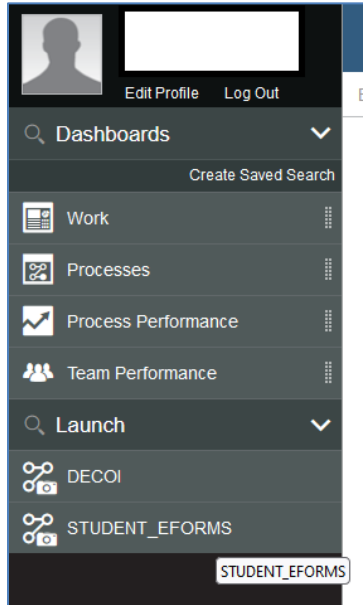 Edit Profile Log Out
Dashboards
Create Saved Search
Work
Processes
Process Performance
Team Performance
Launch
DECOI
STUDENT_EFORMS
STUDENT_EFORMS